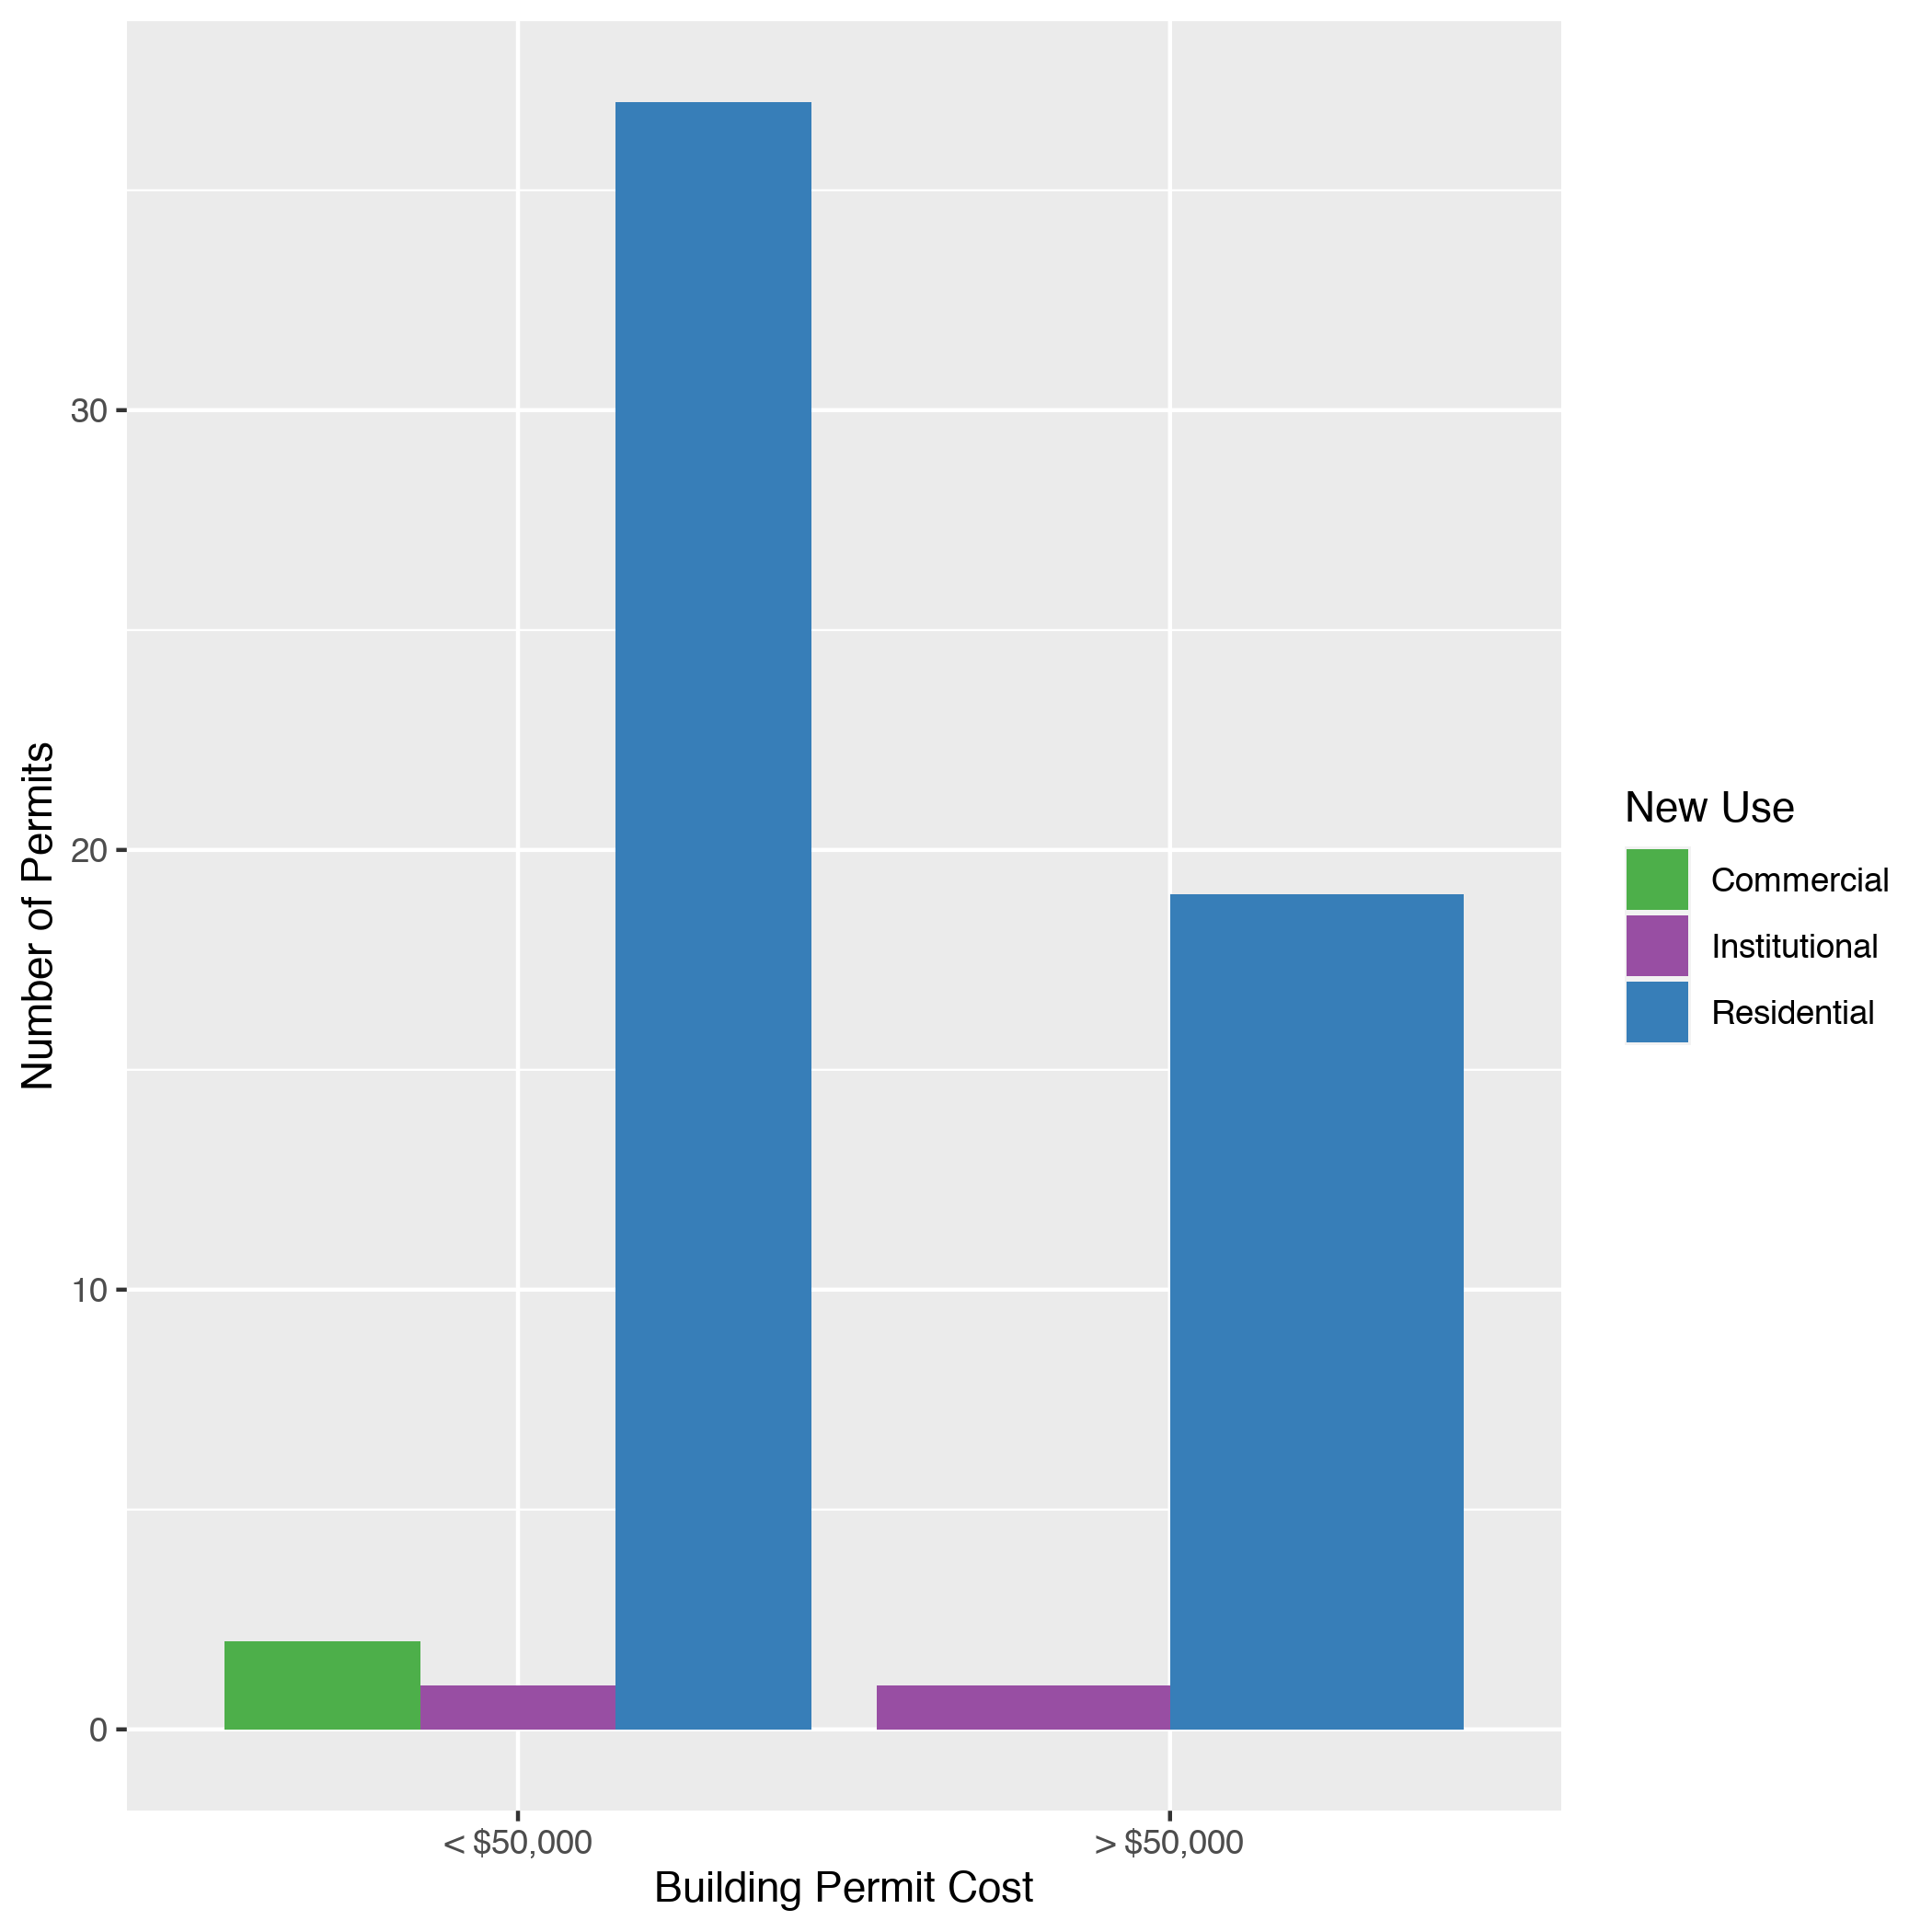 30
20
10
0
Number of Permits
< $50,000
> $50,000
Building Permit Cost
New Use
Commercial
Institutional
Residential